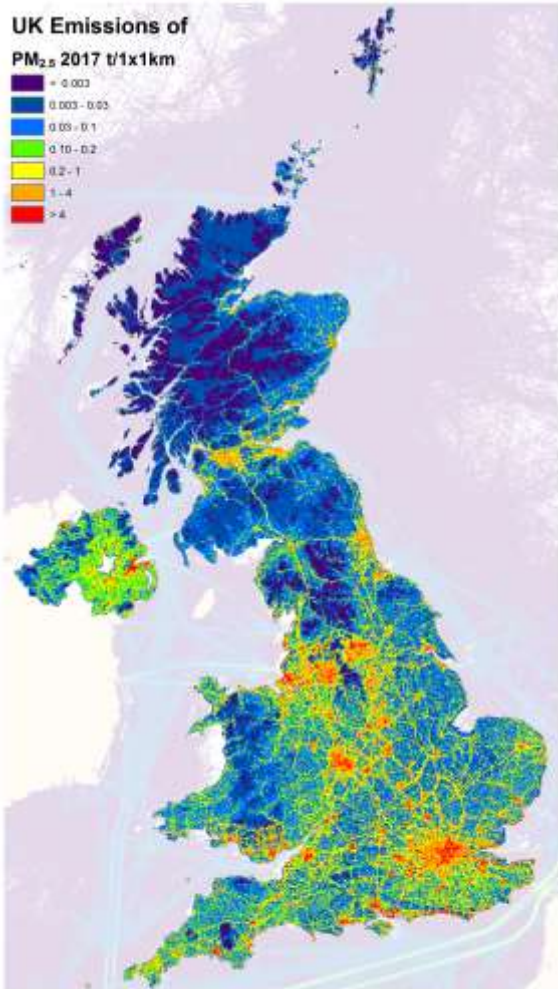 UK Emissions of
PM₂.₅ 2017 t/1x1km
< 0.003
0.003 - 0.03
0.03 - 0.1
0.10 - 0.2
0.2 - 1
1 - 4
> 4